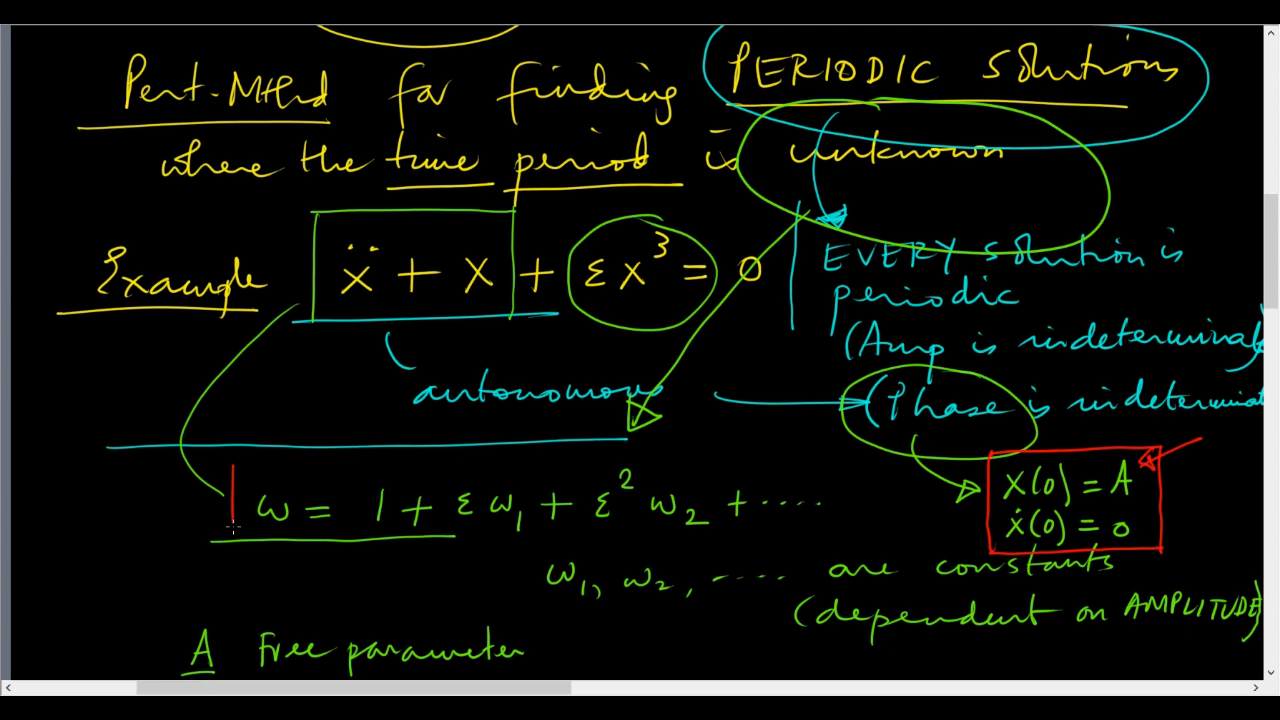 Pert. Mthd for finding PERIODIC solutions
where the time period is unknown
Example ẍ + x + εx³ = 0
EVERY solution is
periodic
(Amp is indeterminate)
autonomous
(Phase is indeterminat
ω = 1 + εω₁ + ε²ω₂ + ....
x(0) = A
ẋ(0) = 0
ω₁, ω₂, ..... are constants
(dependent on AMPLITUDE)
A Free parameter